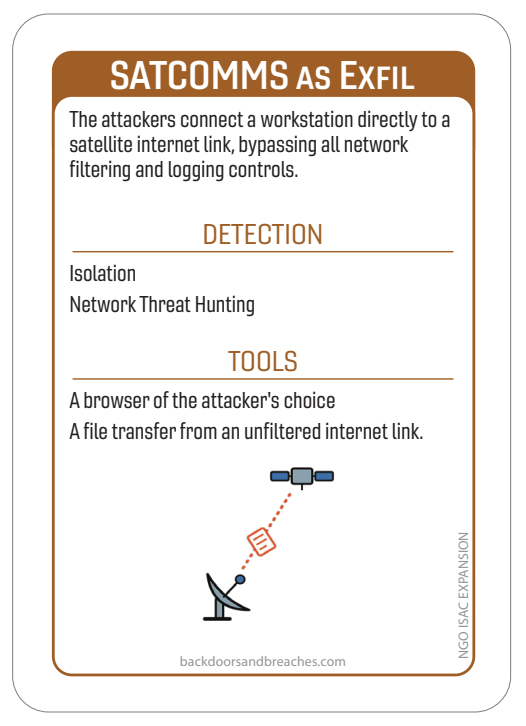 SATCOMMS AS EXFIL
The attackers connect a workstation directly to a
satellite internet link, bypassing all network
filtering and logging controls.
DETECTION
Isolation
Network Threat Hunting
TOOLS
A browser of the attacker's choice
A file transfer from an unfiltered internet link.
NGO ISAC EXPANSION
backdoorsandbreaches.com